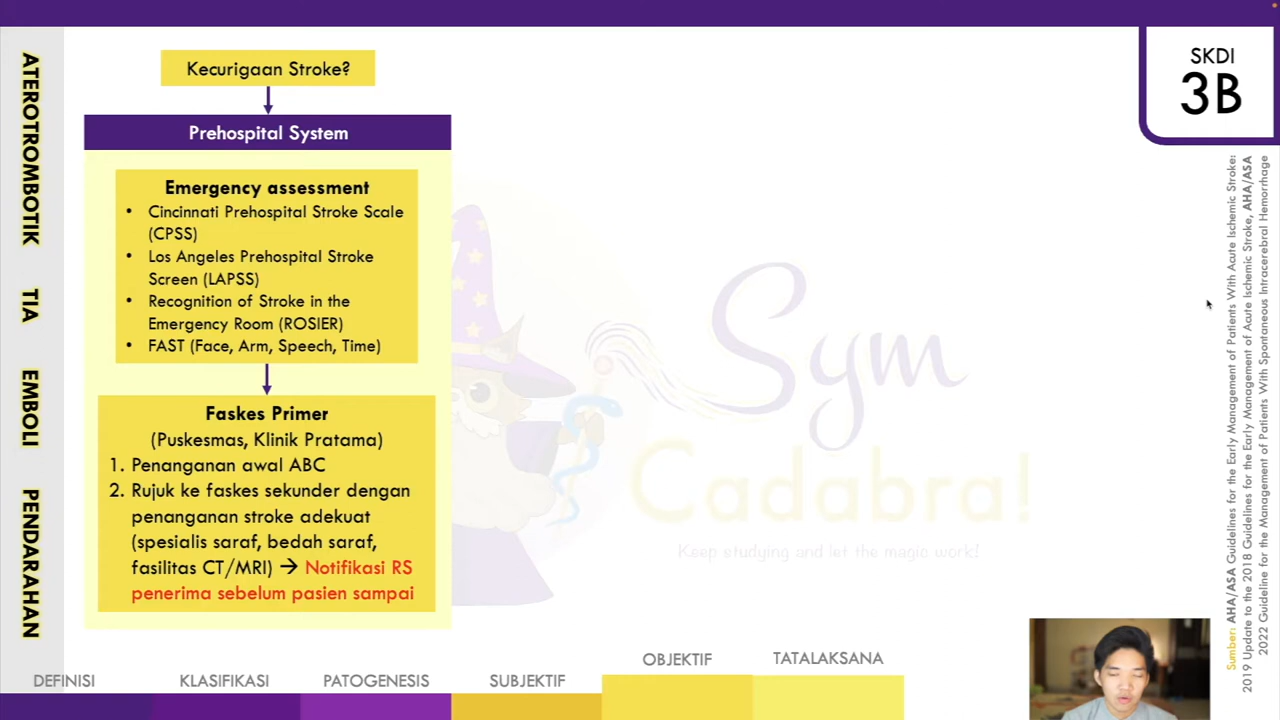 Kecurigaan Stroke?
Prehospital System
Emergency assessment
• Cincinnati Prehospital Stroke Scale
(CPSS)
• Los Angeles Prehospital Stroke
Screen (LAPSS)
• Recognition of Stroke in the
Emergency Room (ROSIER)
• FAST (Face, Arm, Speech, Time)
Faskes Primer
(Puskesmas, Klinik Pratama)
1. Penanganan awal ABC
2. Rujuk ke faskes sekunder dengan
penanganan stroke adekuat
(spesialis saraf, bedah saraf,
fasilitas CT/MRI) → Notifikasi RS
penerima sebelum pasien sampai
ATEROTROMBOTIK
TIA
EMBOLI
PENDARAHAN
SKDI
3B
Sumber: AHA/ASA Guidelines for the Early Management of Patients With Acute Ischemic Stroke:
2019 Update to the 2018 Guidelines for the Early Management of Acute Ischemic Stroke, AHA/ASA
2022 Guideline for the Management of Patients With Spontaneous Intracerebral Hemorrhage
Sym
Cadabra!
Keep studying and let the magic work!
DEFINISI
KLASIFIKASI
PATOGENESIS
SUBJEKTIF
OBJEKTIF
TATALAKSANA